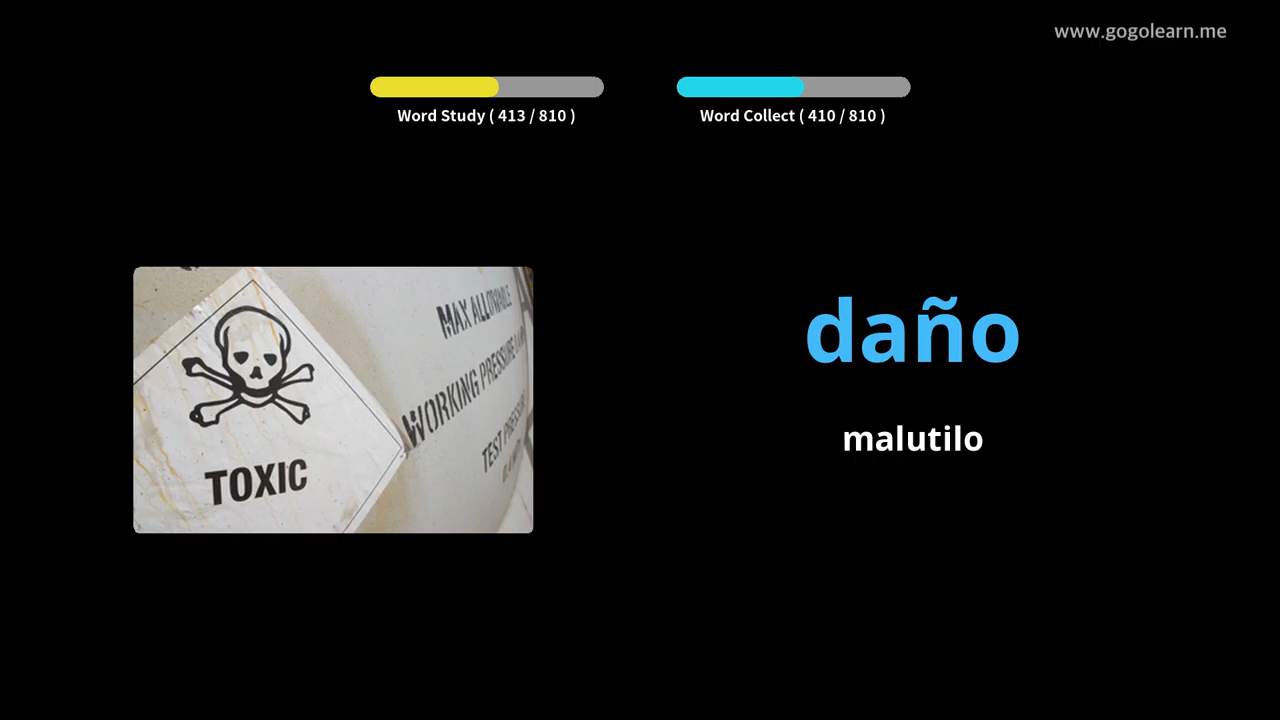 www.gogolearn.me
Word Study ( 413 / 810 )
Word Collect ( 410 / 810 )
daño
malutilo
MAX ALLOWABLE
WORKING PRESSURE
TEST PRESSURE
TOXIC